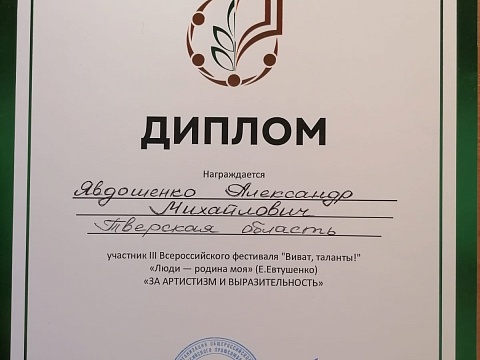 ДИПЛОМ
Награждается
Явдошенко Александр
Михайлович
Тверская область
участник III Всероссийского фестиваля "Виват, таланты!"
«Люди — родина моя» (Е.Евтушенко)
«ЗА АРТИСТИЗМ И ВЫРАЗИТЕЛЬНОСТЬ»